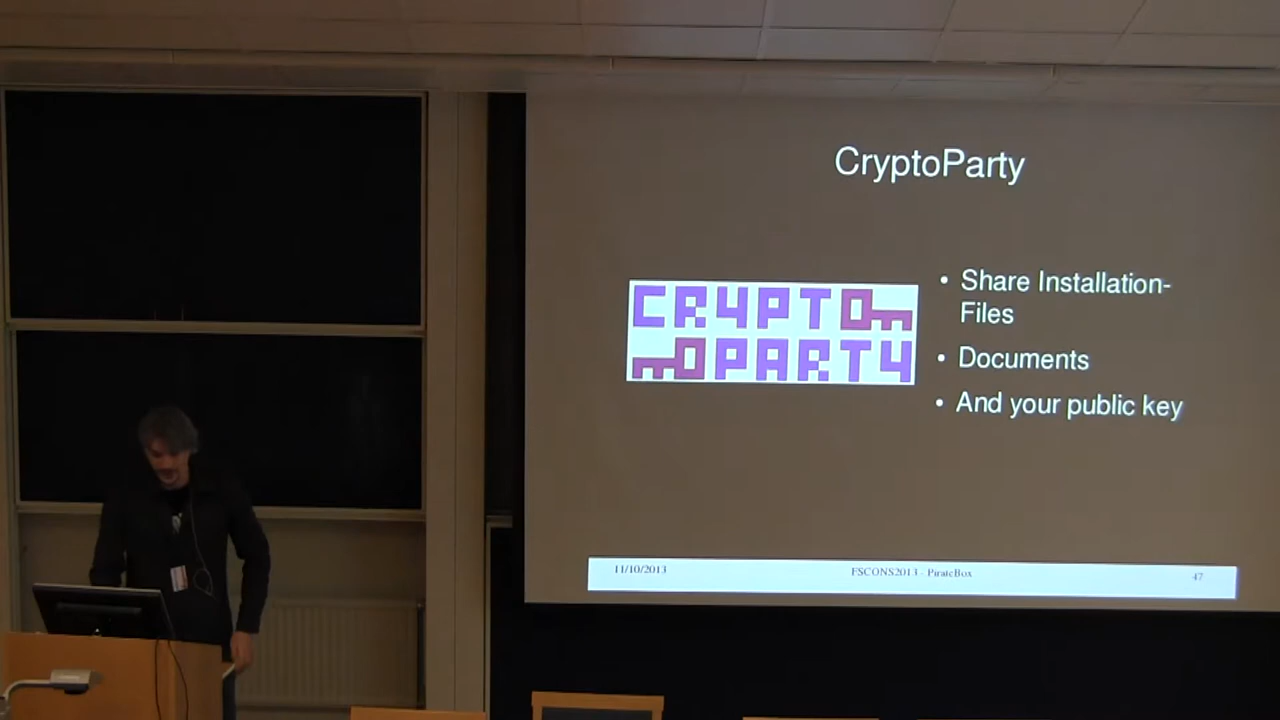 CryptoParty
CRYPTO
PARTY
• Share Installation-
Files
• Documents
• And your public key
11/10/2013 FSCONS2013 - PirateBox 47